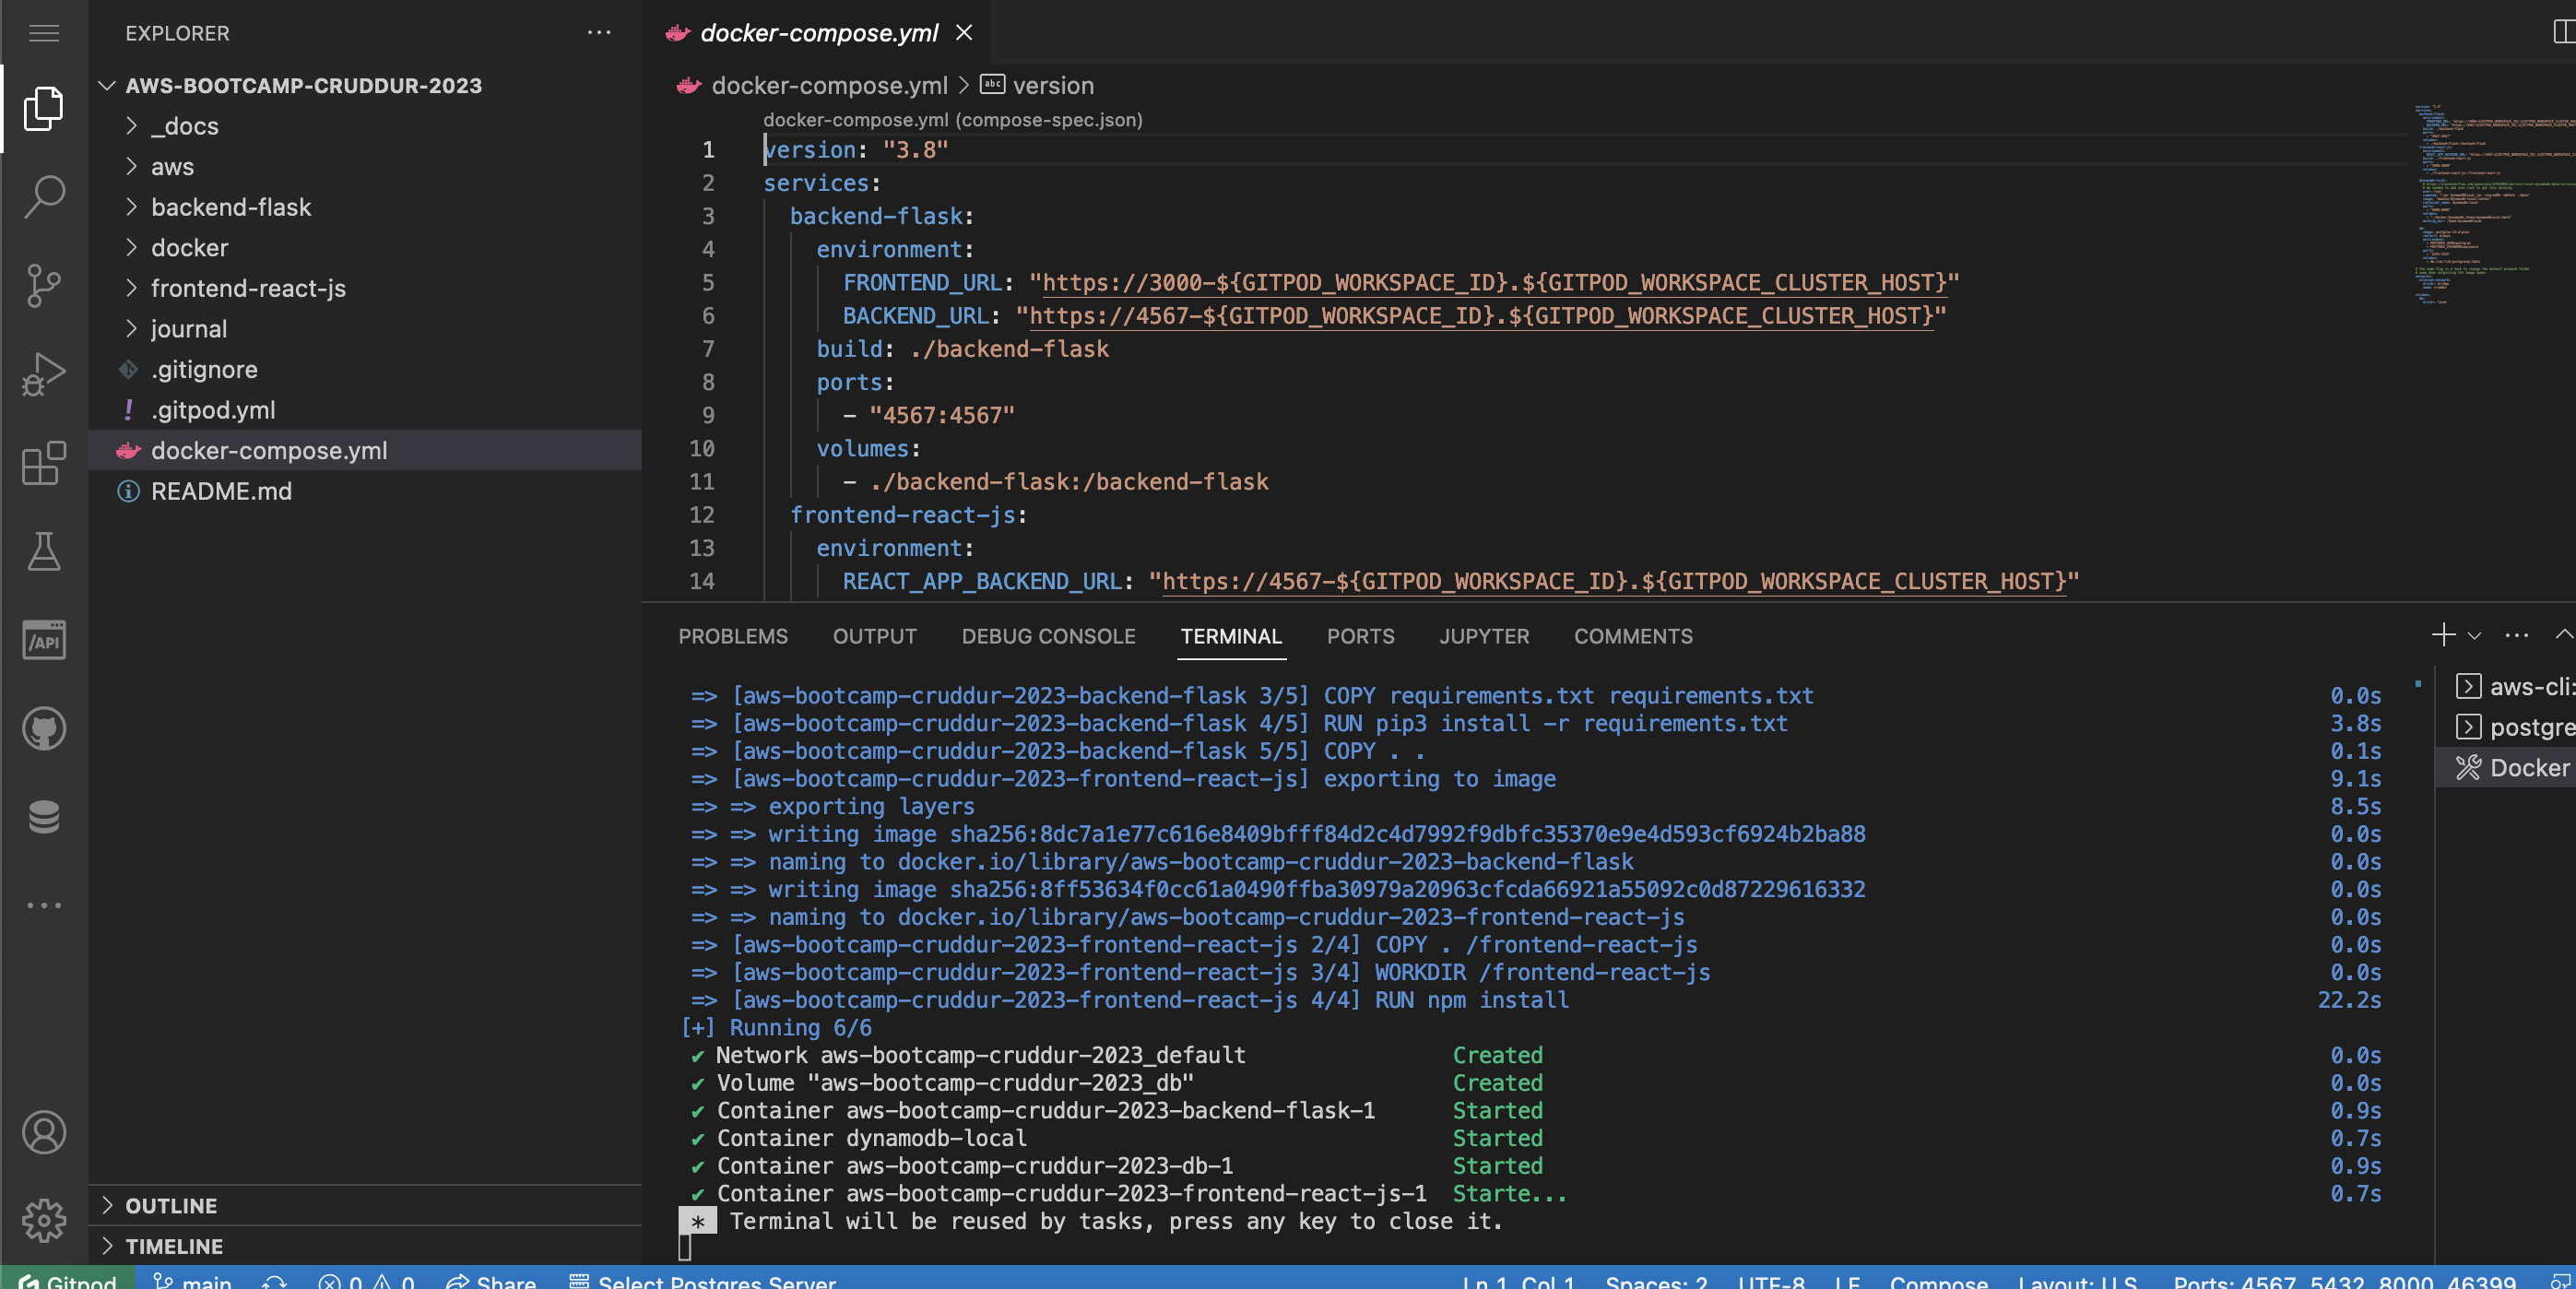 EXPLORER
AWS-BOOTCAMP-CRUDDUR-2023
_docs
aws
backend-flask
docker
frontend-react-js
journal
.gitignore
.gitpod.yml
docker-compose.yml
README.md
OUTLINE
TIMELINE
docker-compose.yml
docker-compose.yml > abc version
docker-compose.yml (compose-spec.json)
1 version: "3.8"
2 services:
3 backend-flask:
4 environment:
5 FRONTEND_URL: "https://3000-${GITPOD_WORKSPACE_ID}.${GITPOD_WORKSPACE_CLUSTER_HOST}"
6 BACKEND_URL: "https://4567-${GITPOD_WORKSPACE_ID}.${GITPOD_WORKSPACE_CLUSTER_HOST}"
7 build: ./backend-flask
8 ports:
9 - "4567:4567"
10 volumes:
11 - ./backend-flask:/backend-flask
12 frontend-react-js:
13 environment:
14 REACT_APP_BACKEND_URL: "https://4567-${GITPOD_WORKSPACE_ID}.${GITPOD_WORKSPACE_CLUSTER_HOST}"
PROBLEMS OUTPUT DEBUG CONSOLE TERMINAL PORTS JUPYTER COMMENTS
=> [aws-bootcamp-cruddur-2023-backend-flask 3/5] COPY requirements.txt requirements.txt 0.0s
=> [aws-bootcamp-cruddur-2023-backend-flask 4/5] RUN pip3 install -r requirements.txt 3.8s
=> [aws-bootcamp-cruddur-2023-backend-flask 5/5] COPY . . 0.1s
=> [aws-bootcamp-cruddur-2023-frontend-react-js] exporting to image 9.1s
=> => exporting layers 8.5s
=> => writing image sha256:8dc7a1e77c616e8409bfff84d2c4d7992f9dbfc35370e9e4d593cf6924b2ba88 0.0s
=> => naming to docker.io/library/aws-bootcamp-cruddur-2023-backend-flask 0.0s
=> => writing image sha256:8ff53634f0cc61a0490ffba30979a20963cfcda66921a55092c0d87229616332 0.0s
=> => naming to docker.io/library/aws-bootcamp-cruddur-2023-frontend-react-js 0.0s
=> [aws-bootcamp-cruddur-2023-frontend-react-js 2/4] COPY . /frontend-react-js 0.0s
=> [aws-bootcamp-cruddur-2023-frontend-react-js 3/4] WORKDIR /frontend-react-js 0.0s
=> [aws-bootcamp-cruddur-2023-frontend-react-js 4/4] RUN npm install 22.2s
[+] Running 6/6
✔ Network aws-bootcamp-cruddur-2023_default Created 0.0s
✔ Volume "aws-bootcamp-cruddur-2023_db" Created 0.0s
✔ Container aws-bootcamp-cruddur-2023-backend-flask-1 Started 0.9s
✔ Container dynamodb-local Started 0.7s
✔ Container aws-bootcamp-cruddur-2023-db-1 Started 0.9s
✔ Container aws-bootcamp-cruddur-2023-frontend-react-js-1 Starte... 0.7s
* Terminal will be reused by tasks, press any key to close it.
aws-cli:
postgre
Docker
/API
Gitpod main 0 0 Share Select Postgres Server Ln 1, Col 1 Spaces: 2 UTF-8 LF Compose Layout: U.S. Ports: 4567, 5432, 8000, 46399